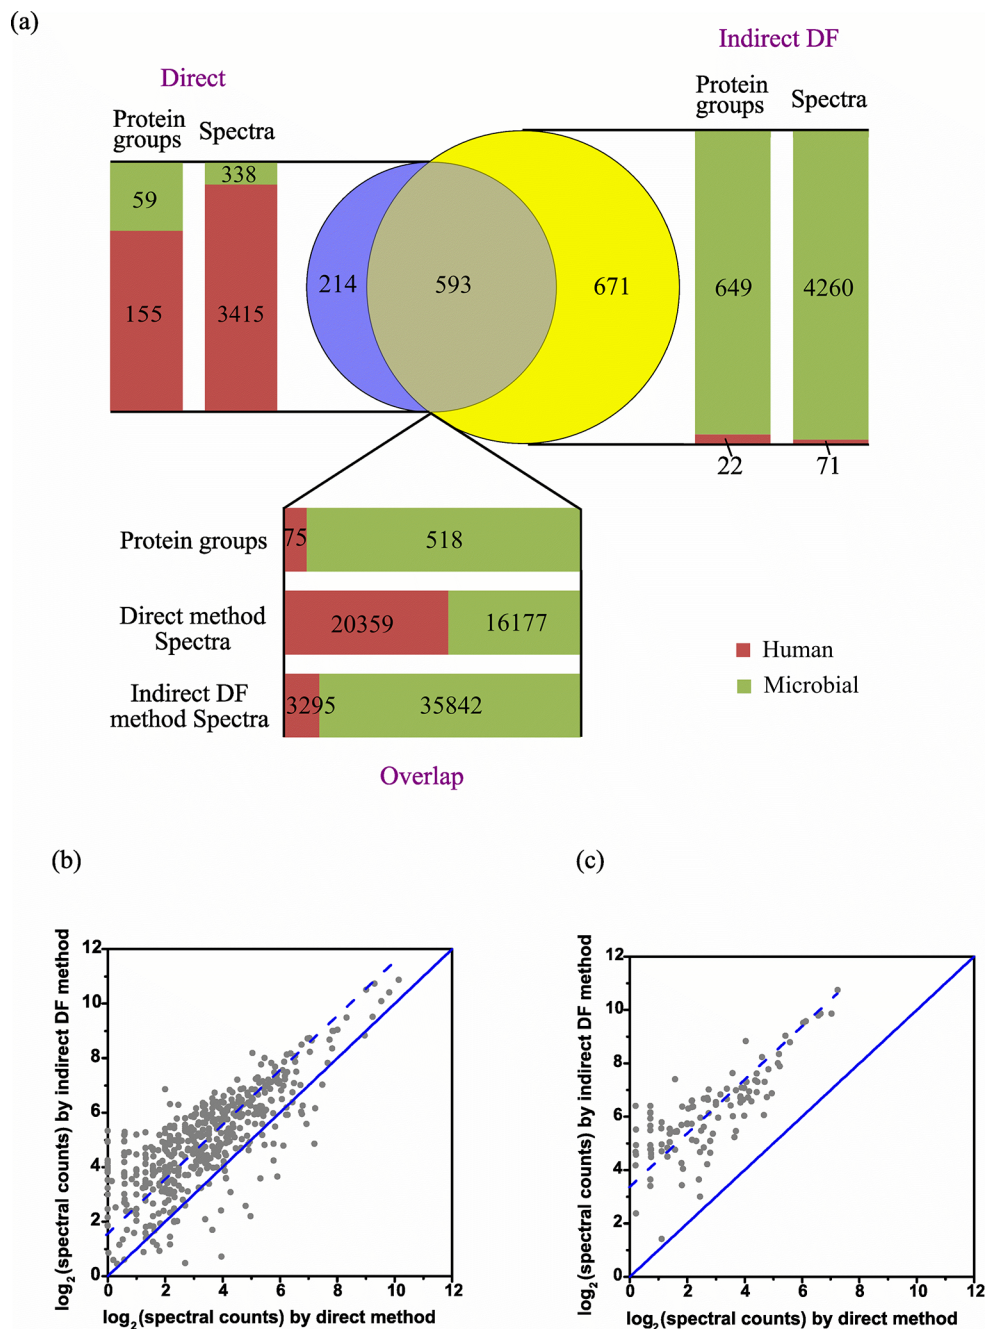 (a)
Indirect DF
Direct
Protein groups
Spectra
Protein groups
Spectra
338
59
155
3415
214
593
671
649
4260
22
71
Protein groups
75
518
Direct method
Spectra
20359
16177
Indirect DF
method Spectra
3295
35842
Human
Microbial
Overlap
(b)
(c)
log2(spectral counts) by indirect DF method
12
10
8
6
4
2
0
0
2
4
6
8
10
12
log2(spectral counts) by direct method
log2(spectral counts) by indirect DF method
12
10
8
6
4
2
0
0
2
4
6
8
10
12
log2(spectral counts) by direct method